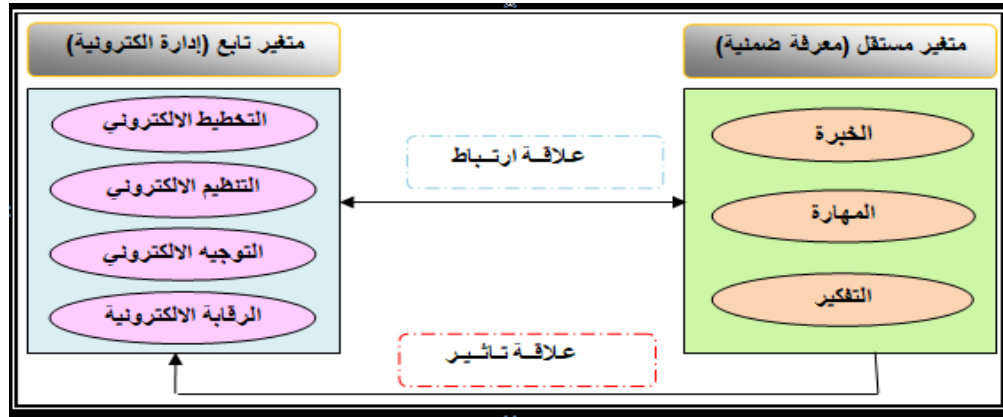 متغير مستقل (معرفة ضمنية)
الخبرة
المهارة
التفكير
علاقة ارتباط
علاقة تاثير
متغير تابع (إدارة الكترونية)
التخطيط الالكتروني
التنظيم الالكتروني
التوجيه الالكتروني
الرقابة الالكترونية